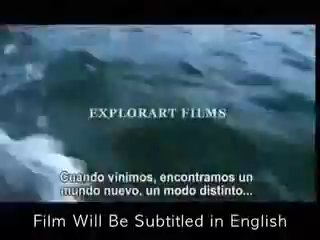 EXPLORART FILMS
Cuando vinimos, encontramos un
mundo nuevo, un modo distinto...
Film Will Be Subtitled in English